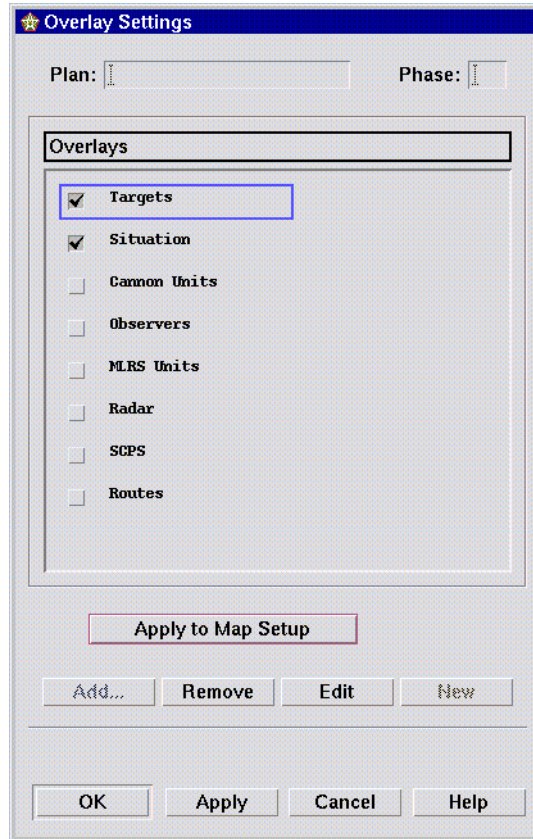 Overlay Settings
Plan: Phase:
Overlays
Targets
Situation
Cannon Units
Observers
MLRS Units
Radar
SCPS
Routes
Apply to Map Setup
Add... Remove Edit New
OK Apply Cancel Help